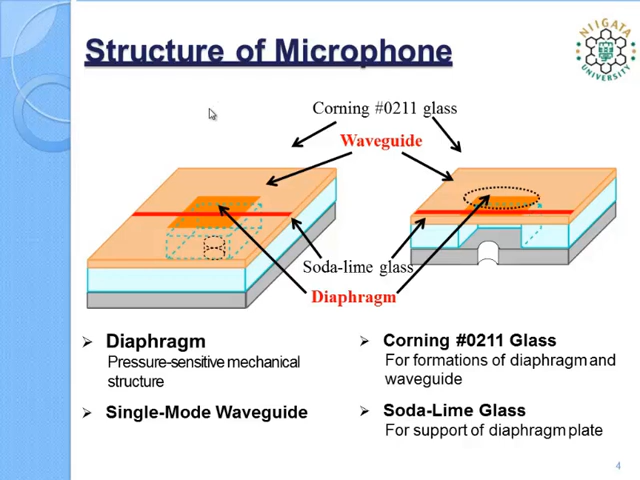 Structure of Microphone
NIIGATA
UNIVERSITY
Corning #0211 glass
Waveguide
Soda-lime glass
Diaphragm
➢ Diaphragm
Pressure-sensitive mechanical
structure
➢ Single-Mode Waveguide
➢ Corning #0211 Glass
For formations of diaphragm and
waveguide
➢ Soda-Lime Glass
For support of diaphragm plate
4